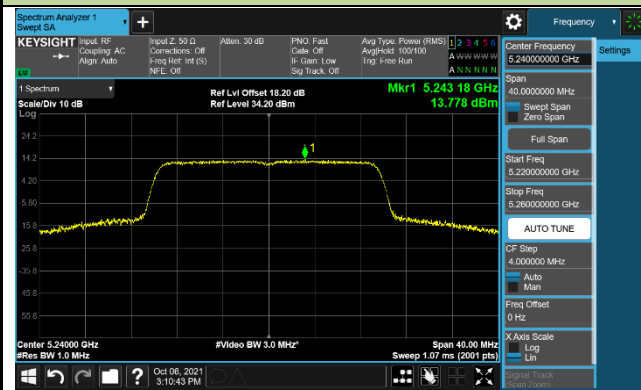 Spectrum Analyzer 1
Swept SA
Frequency
KEYSIGHT Input: RF
Coupling: AC
Align: Auto
Input Z: 50 Ω
Corrections: Off
Freq Ref: Int (S)
NFE: Off
Atten: 30 dB
PNO: Fast
Gate: Off
IF Gain: Low
Sig Track: Off
Avg Type: Power (RMS)
Avg|Hold: 100/100
Trig: Free Run
1 2 3 4 5 6
A W W W W W
A N N N N N
LW
1 Spectrum
Scale/Div 10 dB
Log
Ref Lvl Offset 18.20 dB
Ref Level 34.20 dBm
Mkr1 5.243 18 GHz
13.778 dBm
1
24.2
14.2
4.20
-5.80
-15.8
-25.8
-35.8
-45.8
-55.8
Center 5.24000 GHz
#Res BW 1.0 MHz
#Video BW 3.0 MHz*
Span 40.00 MHz
Sweep 1.07 ms (2001 pts)
Center Frequency
5.240000000 GHz
Settings
Span
40.0000000 MHz
Swept Span
Zero Span
Full Span
Start Freq
5.220000000 GHz
Stop Freq
5.260000000 GHz
AUTO TUNE
CF Step
4.000000 MHz
Auto
Man
Freq Offset
0 Hz
X Axis Scale
Log
Lin
Signal Track
(Span Zoom)
?
Oct 06, 2021
3:10:43 PM